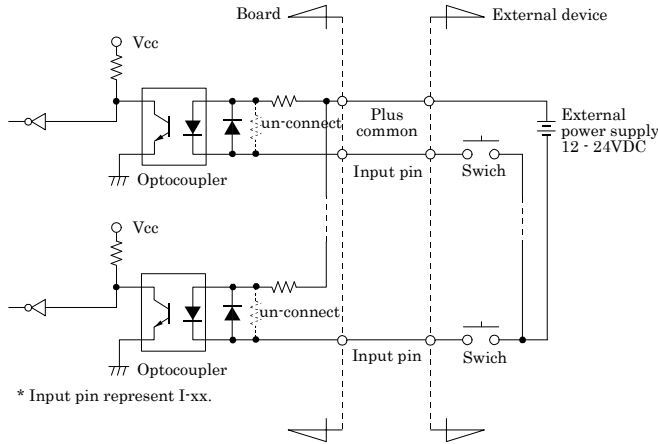 Board
External device
Vcc
un-connect
Plus
common
External
power supply
12 - 24VDC
Input pin
Swich
Optocoupler
Vcc
un-connect
Input pin
Swich
Optocoupler
* Input pin represent I-xx.